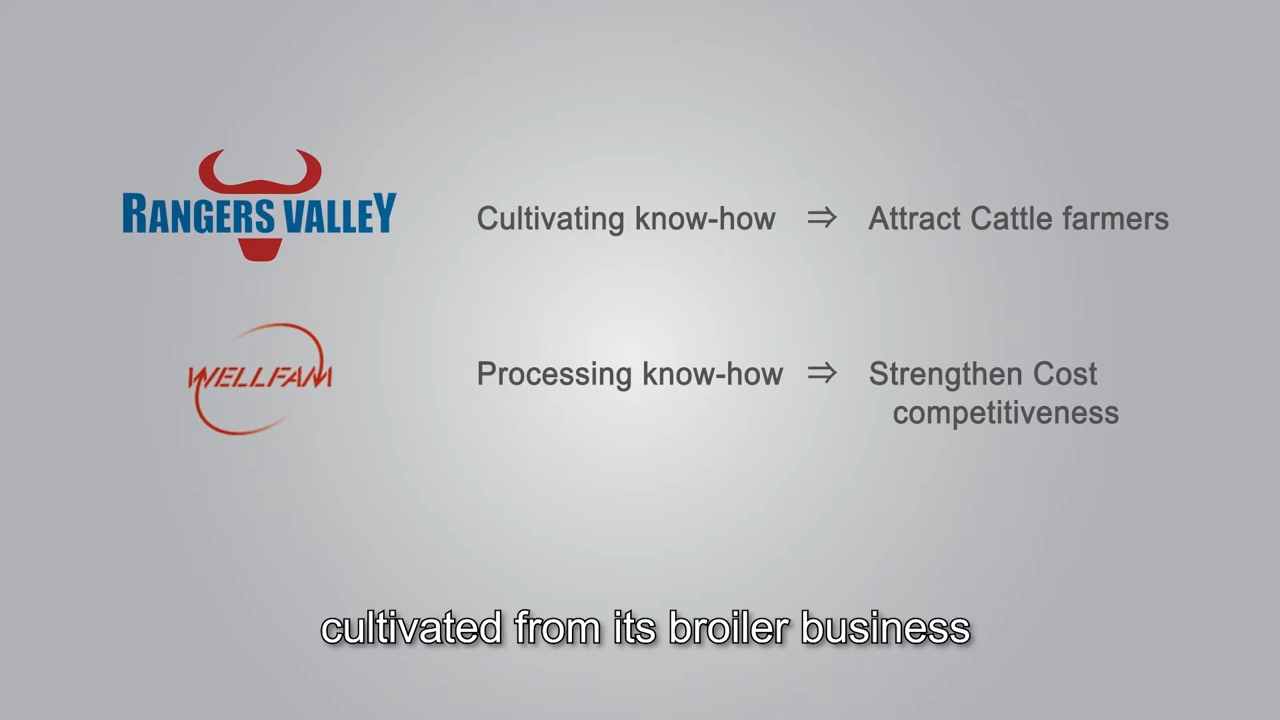 RANGERS VALLEY
Cultivating know-how ⇒ Attract Cattle farmers
WELLFAM
Processing know-how ⇒ Strengthen Cost
competitiveness
cultivated from its broiler business